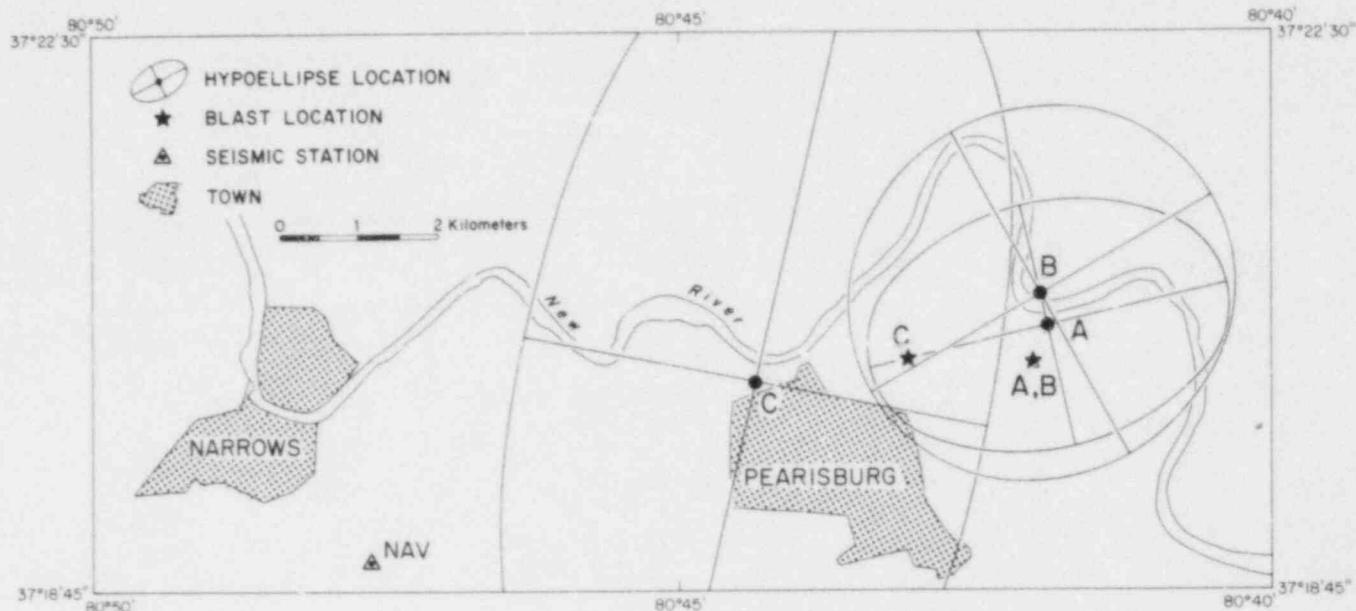 80°50' 80°45' 80°40'
37°22'30" 37°22'30"
HYPOELLIPSE LOCATION
BLAST LOCATION
SEISMIC STATION
TOWN
0 1 2 Kilometers
New River
B
A
C
A,B
C
NARROWS
PEARISBURG
NAV
37°18'45" 37°18'45"
80°50' 80°45' 80°40'